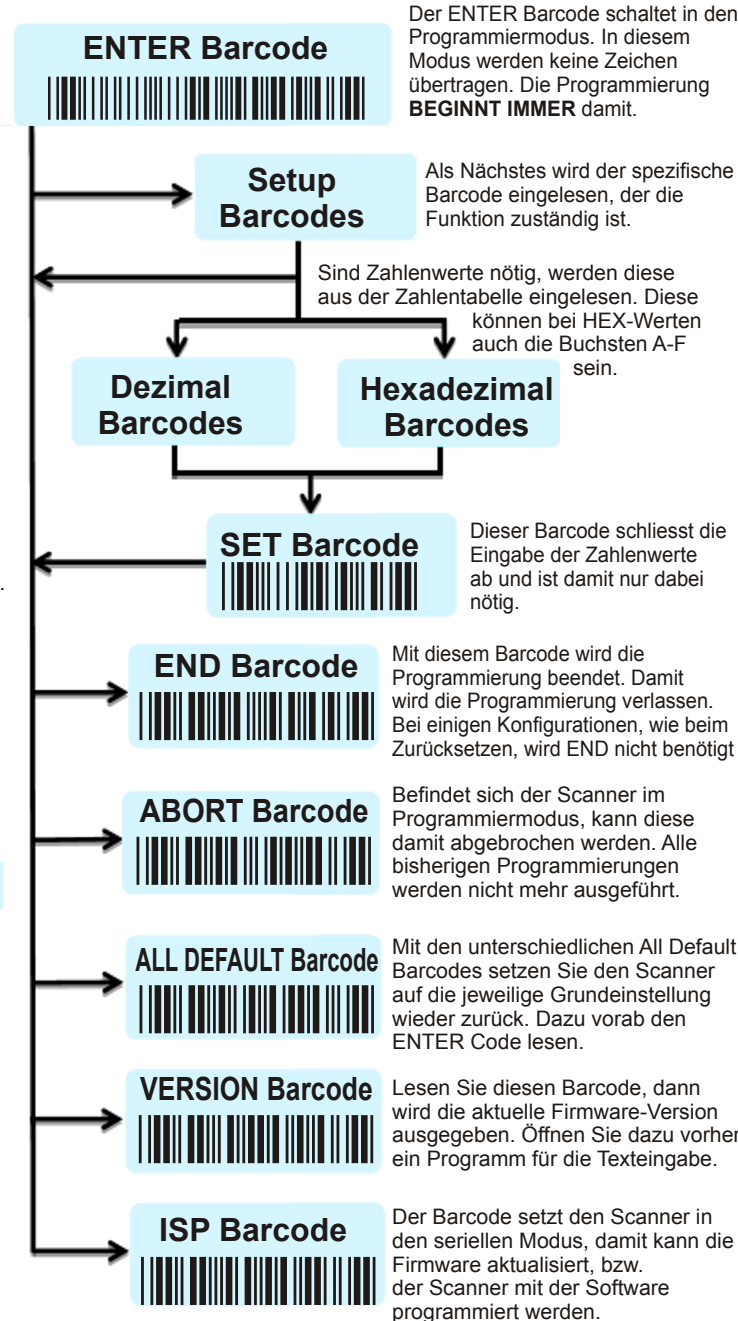 ENTER Barcode
Der ENTER Barcode schaltet in den
Programmiermodus. In diesem
Modus werden keine Zeichen
übertragen. Die Programmierung
BEGINNT IMMER damit.
Setup
Barcodes
Als Nächstes wird der spezifische
Barcode eingelesen, der die
Funktion zuständig ist.
Sind Zahlenwerte nötig, werden diese
aus der Zahlentabelle eingelesen. Diese
können bei HEX-Werten
auch die Buchsten A-F
sein.
Dezimal
Barcodes
Hexadezimal
Barcodes
SET Barcode
Dieser Barcode schliesst die
Eingabe der Zahlenwerte
ab und ist damit nur dabei
nötig.
.
END Barcode
Mit diesem Barcode wird die
Programmierung beendet. Damit
wird die Programmierung verlassen.
Bei einigen Konfigurationen, wie beim
Zurücksetzen, wird END nicht benötigt
ABORT Barcode
Befindet sich der Scanner im
Programmiermodus, kann diese
damit abgebrochen werden. Alle
bisherigen Programmierungen
werden nicht mehr ausgeführt.
ALL DEFAULT Barcode
Mit den unterschiedlichen All Default
Barcodes setzen Sie den Scanner
auf die jeweilige Grundeinstellung
wieder zurück. Dazu vorab den
ENTER Code lesen.
VERSION Barcode
Lesen Sie diesen Barcode, dann
wird die aktuelle Firmware-Version
ausgegeben. Öffnen Sie dazu vorher
ein Programm für die Texteingabe.
ISP Barcode
Der Barcode setzt den Scanner in
den seriellen Modus, damit kann die
Firmware aktualisiert, bzw.
der Scanner mit der Software
programmiert werden.